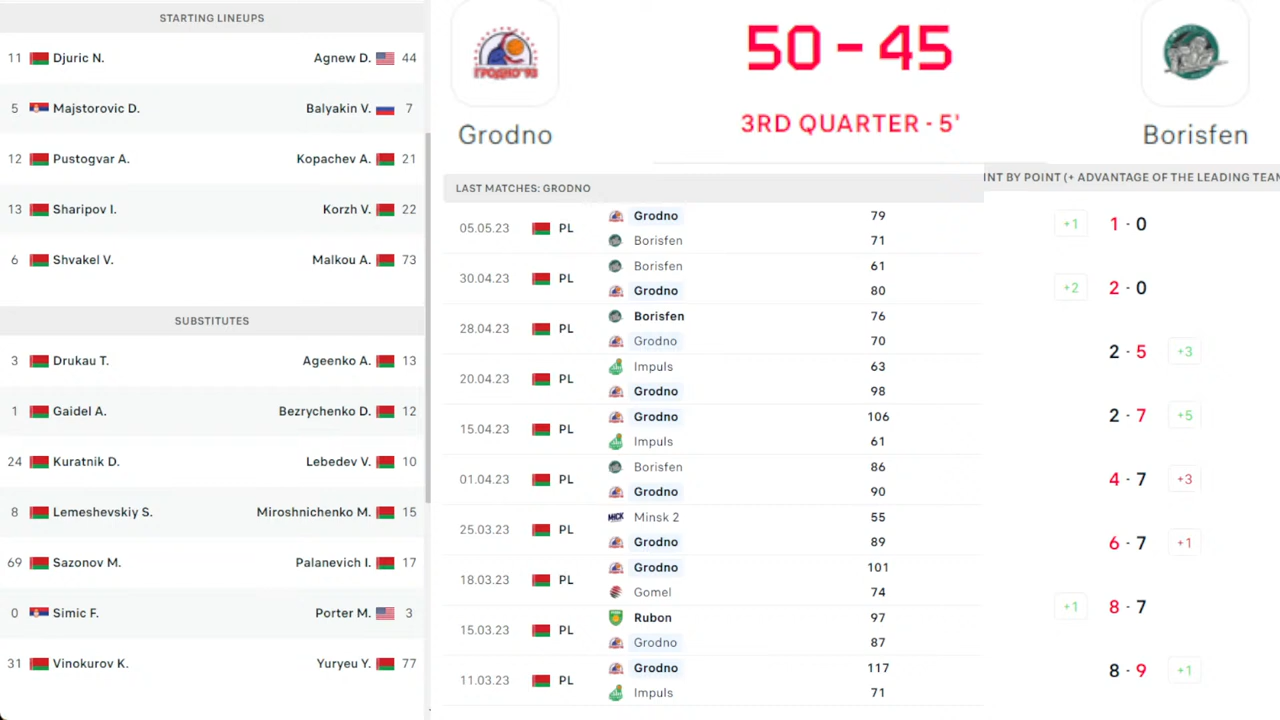 STARTING LINEUPS
11 Djuric N. Agnew D. 44
5 Majstorovic D. Balyakin V. 7
12 Pustogvar A. Kopachev A. 21
13 Sharipov I. Korzh V. 22
6 Shvakel V. Malkou A. 73
SUBSTITUTES
3 Drukau T. Ageenko A. 13
1 Gaidel A. Bezrychenko D. 12
24 Kuratnik D. Lebedev V. 10
8 Lemeshevskiy S. Miroshnichenko M. 15
69 Sazonov M. Palanevich I. 17
0 Simic F. Porter M. 3
31 Vinokurov K. Yuryeu Y. 77
ГРОДНО'93
50 - 45
3RD QUARTER - 5'
Grodno
Borisfen
LAST MATCHES: GRODNO
05.05.23 PL Grodno 79
Borisfen 71
30.04.23 PL Borisfen 61
Grodno 80
28.04.23 PL Borisfen 76
Grodno 70
20.04.23 PL Impuls 63
Grodno 98
15.04.23 PL Grodno 106
Impuls 61
01.04.23 PL Borisfen 86
Grodno 90
25.03.23 PL Minsk 2 55
Grodno 89
18.03.23 PL Grodno 101
Gomel 74
15.03.23 PL Rubon 97
Grodno 87
11.03.23 PL Grodno 117
Impuls 71
INT BY POINT (+ ADVANTAGE OF THE LEADING TEAM
+1 1 - 0
+2 2 - 0
2 - 5 +3
2 - 7 +5
4 - 7 +3
6 - 7 +1
+1 8 - 7
8 - 9 +1